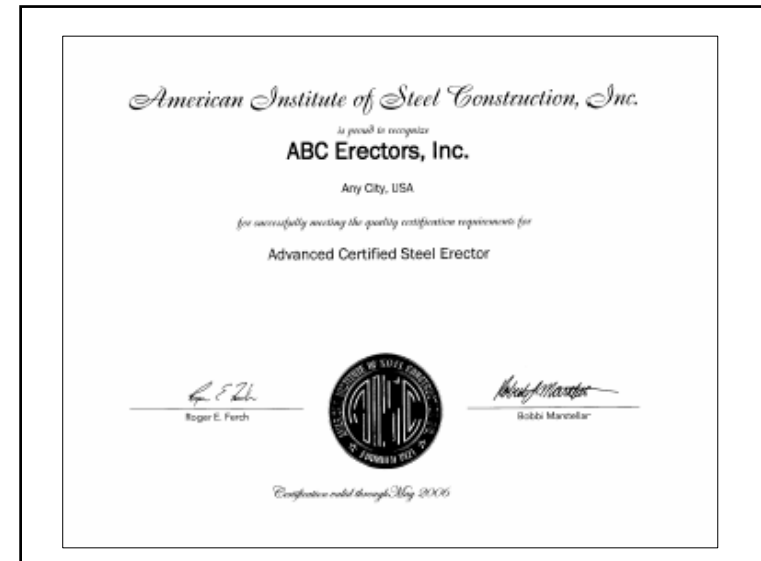 American Institute of Steel Construction, Inc.
is proud to recognize
ABC Erectors, Inc.
Any City, USA
for successfully meeting the quality certification requirements for
Advanced Certified Steel Erector
Roger E. Ferch
Bobbi Marstellar
AISC
Certification valid through May 2006